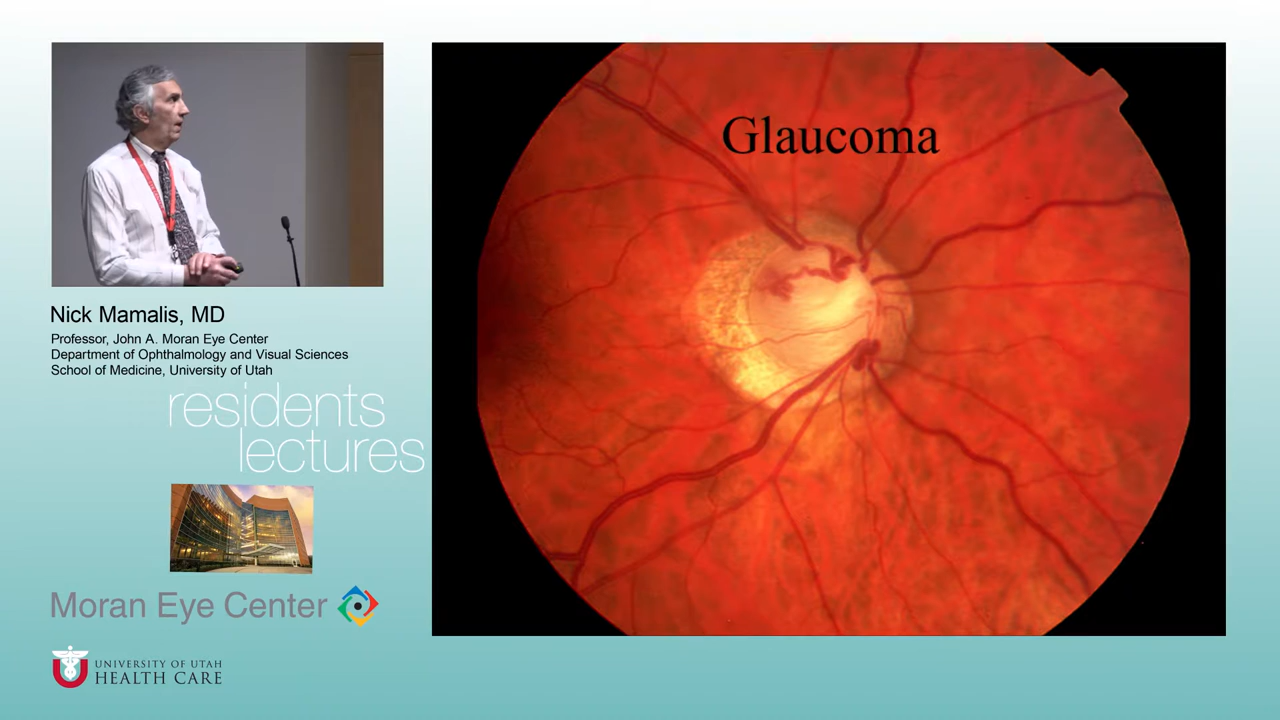 Glaucoma
Nick Mamalis, MD
Professor, John A. Moran Eye Center
Department of Ophthalmology and Visual Sciences
School of Medicine, University of Utah
residents
lectures
Moran Eye Center
UNIVERSITY OF UTAH
HEALTH CARE